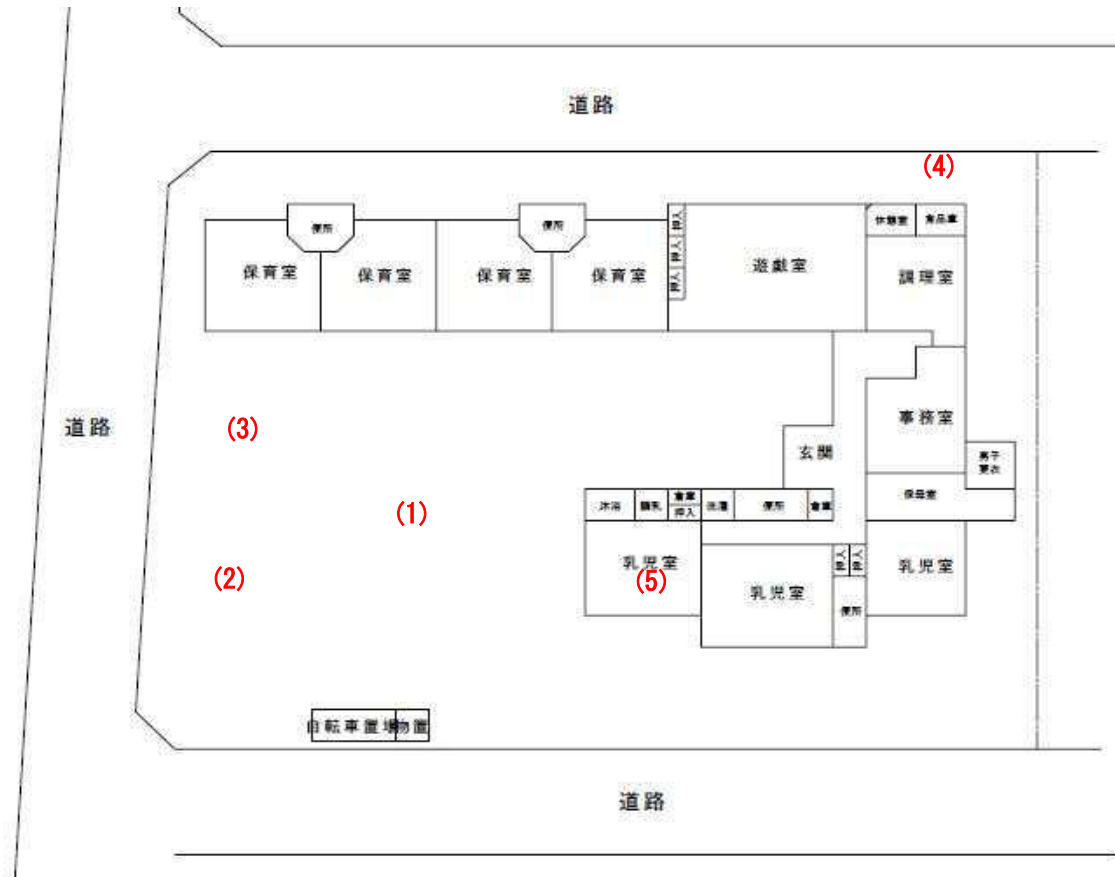 道路
(4)
便所
便所
押入
押入
押入
休憩室
食品庫
保育室
保育室
保育室
保育室
遊戯室
調理室
道路
(3)
事務室
玄関
男子
更衣
保母室
(1)
沐浴
調乳
倉庫
押入
洗濯
便所
倉庫
(2)
乳児室
(5)
乳児室
押入
押入
便所
乳児室
自転車置場
物置
道路